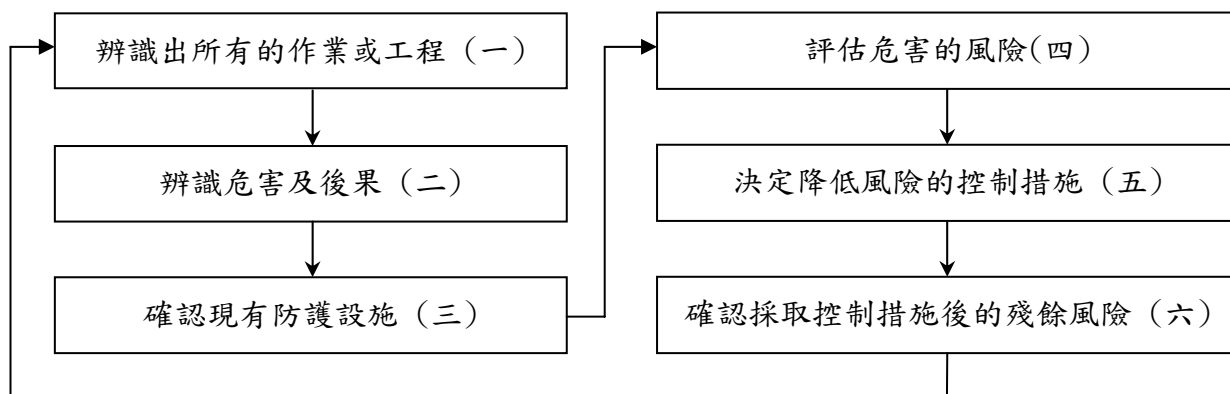 辨識出所有的作業或工程（一）
辨識危害及後果（二）
確認現有防護設施（三）
評估危害的風險(四)
決定降低風險的控制措施（五）
確認採取控制措施後的殘餘風險（六）